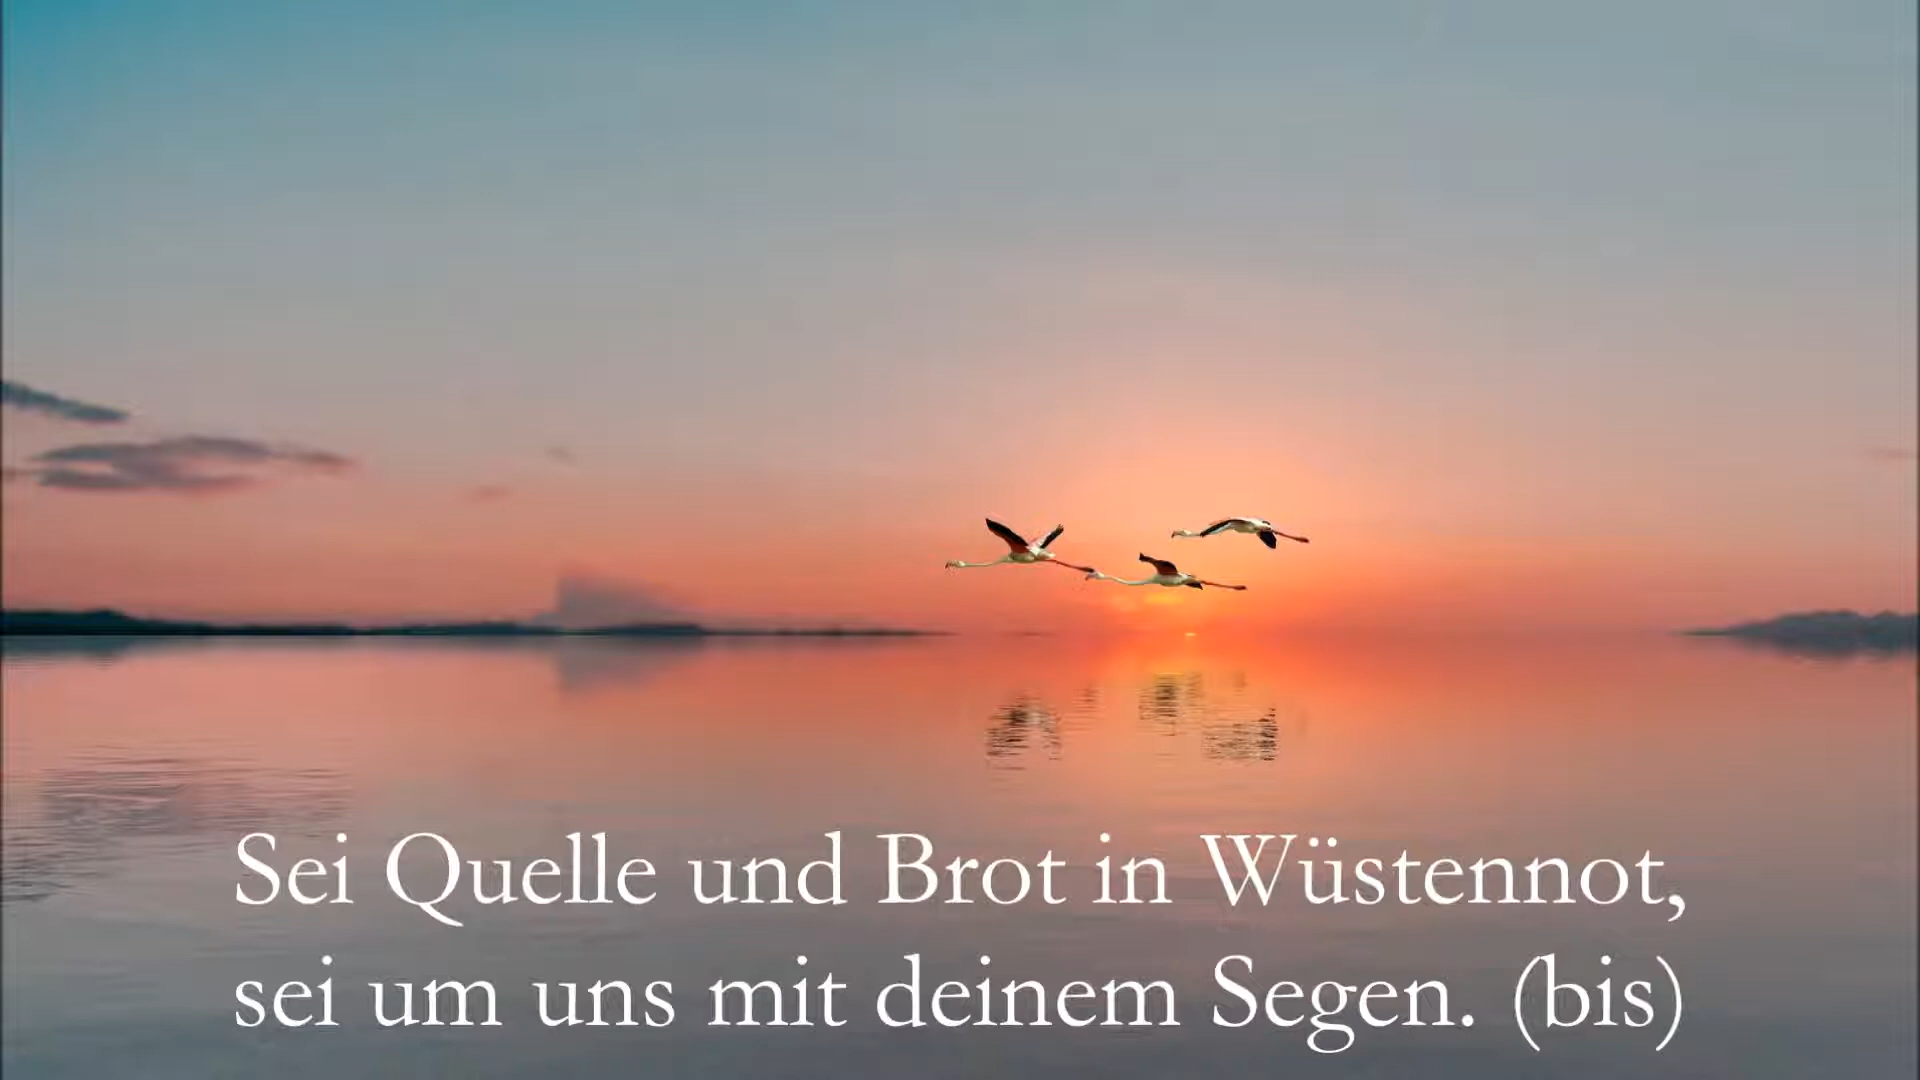 Sei Quelle und Brot in Wüstennot,
sei um uns mit deinem Segen. (bis)